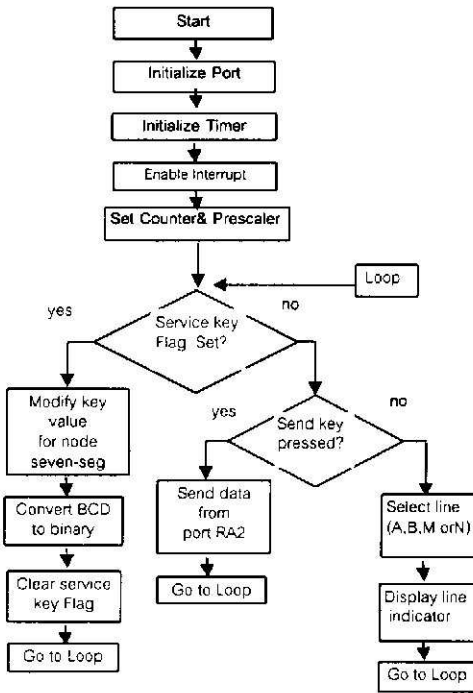 Start
Initialize Port
Initialize Timer
Enable Interrupt
Set Counter& Prescaler
Loop
yes
no
Service key
Flag Set?
Modify key
value
for node
seven-seg
yes
no
Send key
pressed?
Send data
from
port RA2
Select line
(A,B,M orN)
Convert BCD
to binary
Clear service
key Flag
Go to Loop
Display line
indicator
Go to Loop
Go to Loop